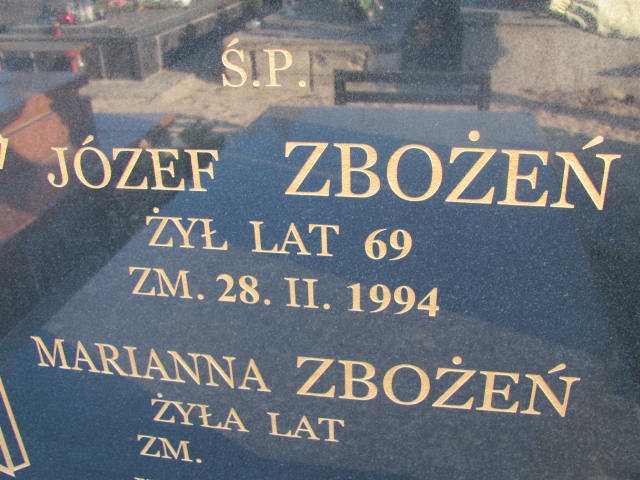 Ś.P.
JÓZEF ZBOŻEŃ
ŻYŁ LAT 69
ZM. 28. II. 1994
MARIANNA ZBOŻEŃ
ŻYŁA LAT
ZM.